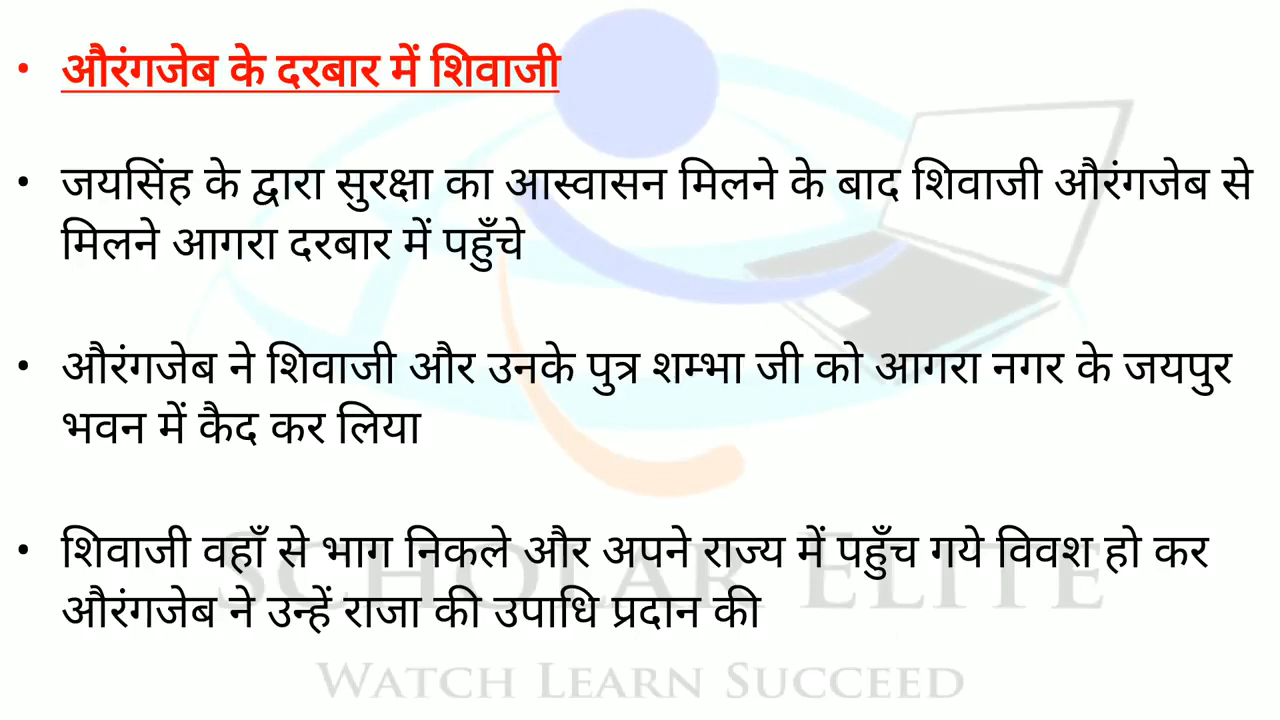 • औरंगजेब के दरबार में शिवाजी
• जयसिंह के द्वारा सुरक्षा का आस्वासन मिलने के बाद शिवाजी औरंगजेब से
मिलने आगरा दरबार में पहुँचे
• औरंगजेब ने शिवाजी और उनके पुत्र शम्भा जी को आगरा नगर के जयपुर
भवन में कैद कर लिया
• शिवाजी वहाँ से भाग निकले और अपने राज्य में पहुँच गये विवश हो कर
औरंगजेब ने उन्हें राजा की उपाधि प्रदान की
SCHOLAR ELITE
WATCH LEARN SUCCEED